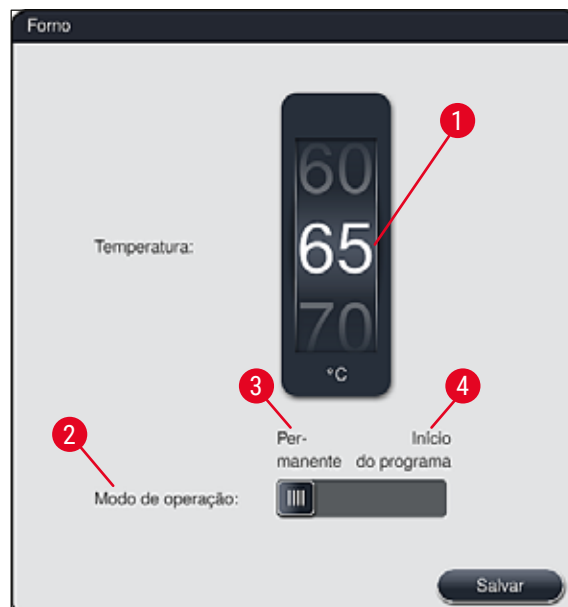 Forno
1
60
Temperatura:
65
70
°C
3
4
2
Per-
manente
Início
do programa
Modo de operação:
Salvar